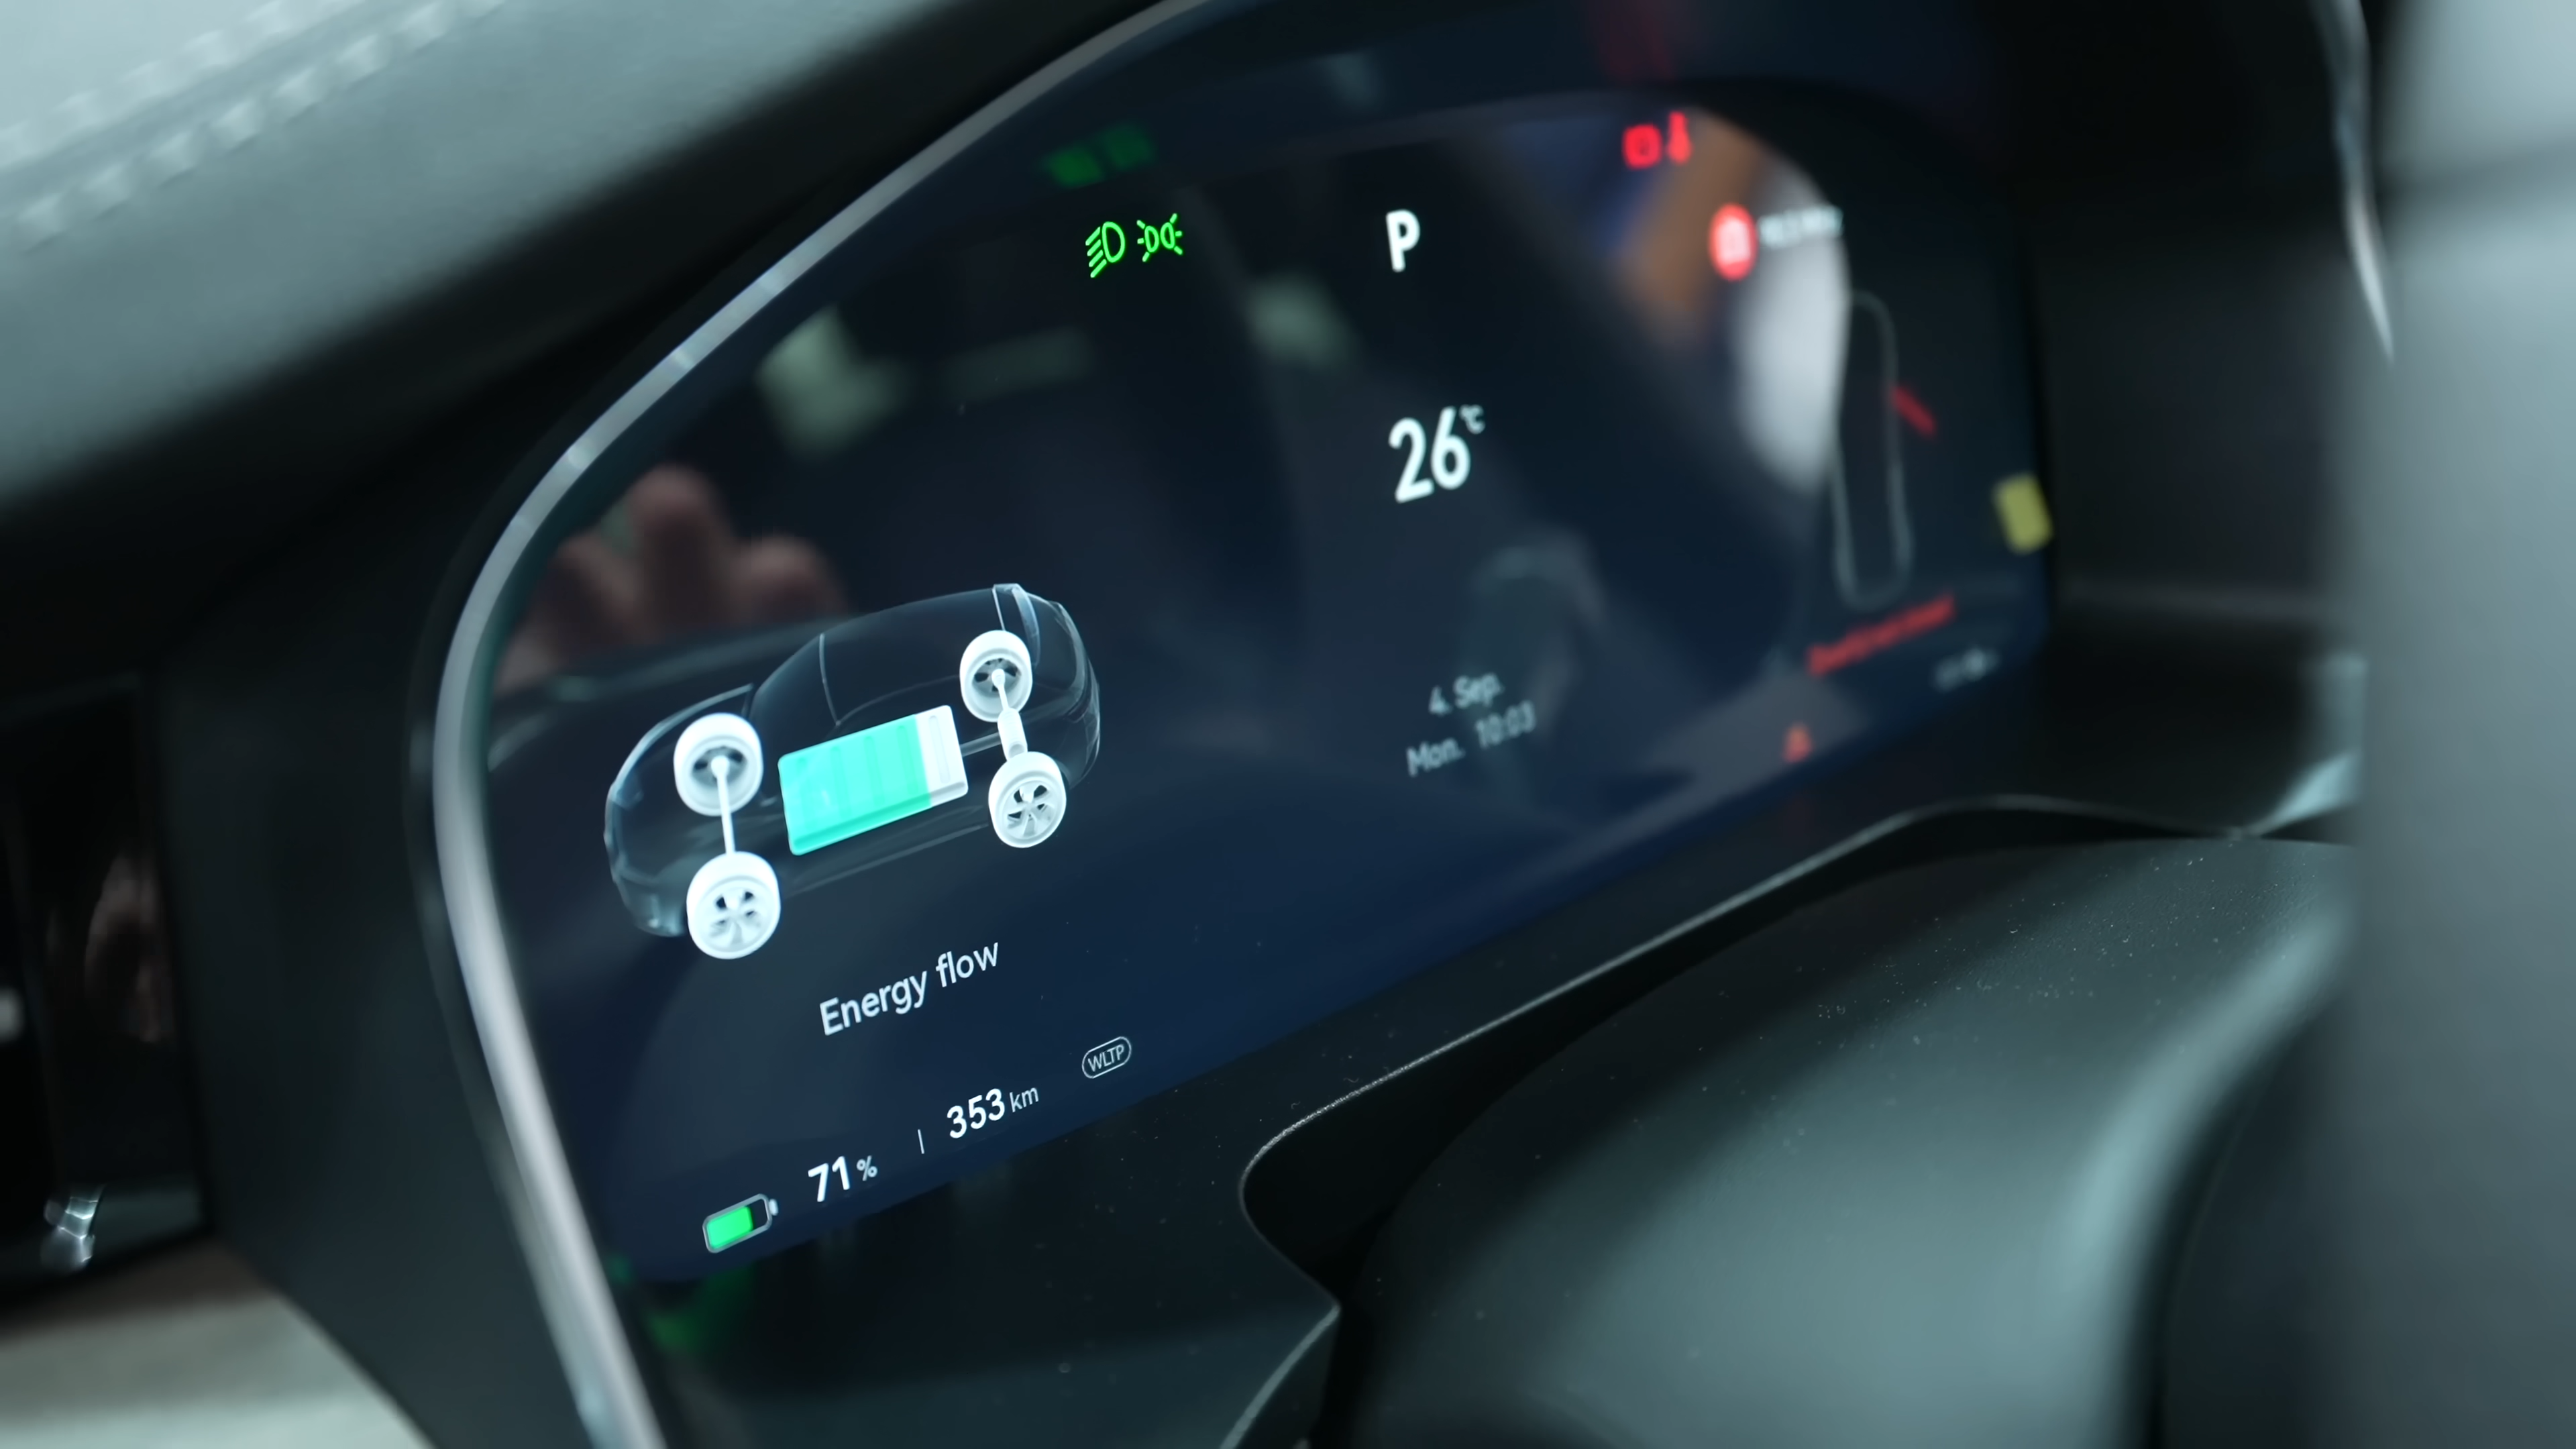 P
26°C
4. Sep.
Mon. 10:03
Energy flow
WLTP
71% | 353 km